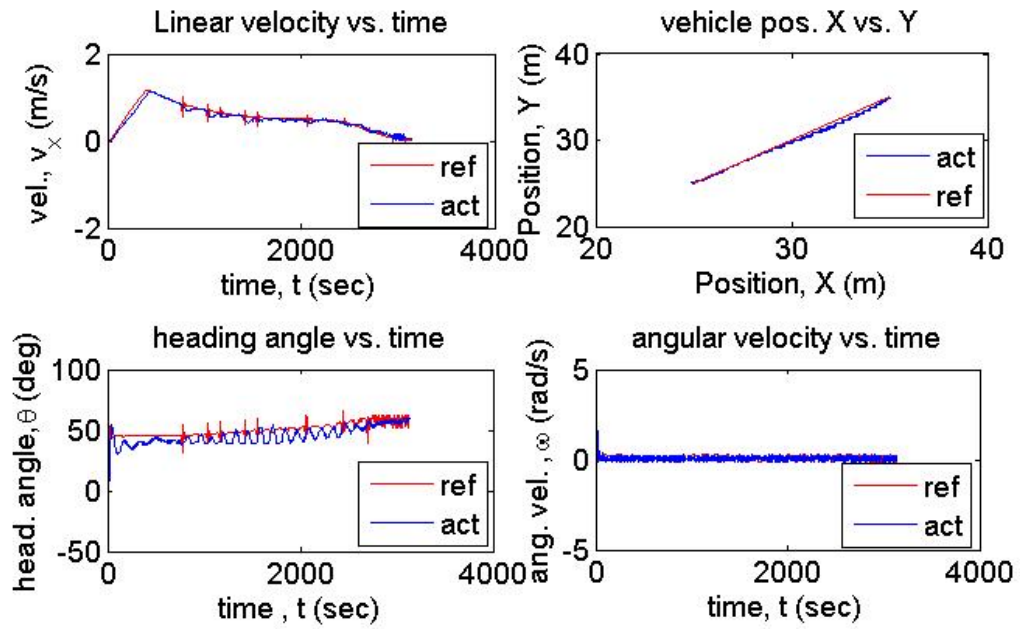 Linear velocity vs. time
vel., vx (m/s)
2
0
-2
0
2000
4000
time, t (sec)
ref
act
vehicle pos. X vs. Y
Position, Y (m)
40
30
20
20
30
40
Position, X (m)
act
ref
heading angle vs. time
head. angle,θ (deg)
100
50
0
-50
0
2000
4000
time , t (sec)
ref
act
angular velocity vs. time
ang. vel. ,ω (rad/s)
5
0
-5
0
2000
4000
time, t (sec)
ref
act